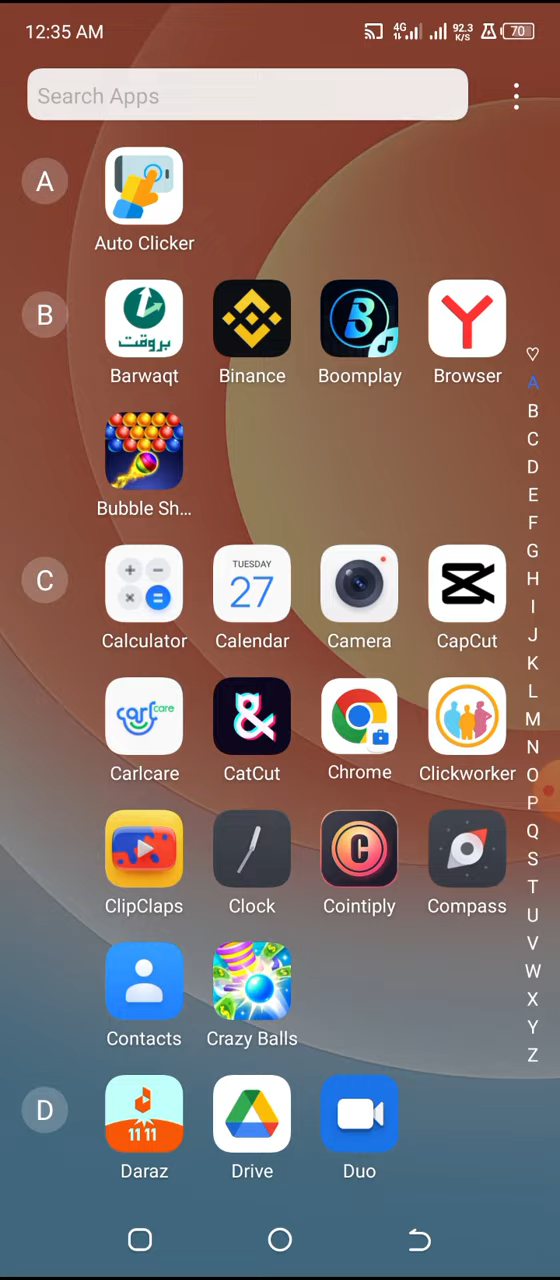 12:35 AM 4G 92.3 K/S 70
Search Apps
A
Auto Clicker
B
بروقت
Barwaqt Binance Boomplay Browser
Bubble Sh...
C
TUESDAY
27
Calculator Calendar Camera CapCut
carlcare
Carlcare CatCut Chrome Clickworker
ClipClaps Clock Cointiply Compass
Contacts Crazy Balls
D
11 11
Daraz Drive Duo
A
B
C
D
E
F
G
H
I
J
K
L
M
N
O
P
Q
S
T
U
V
W
X
Y
Z